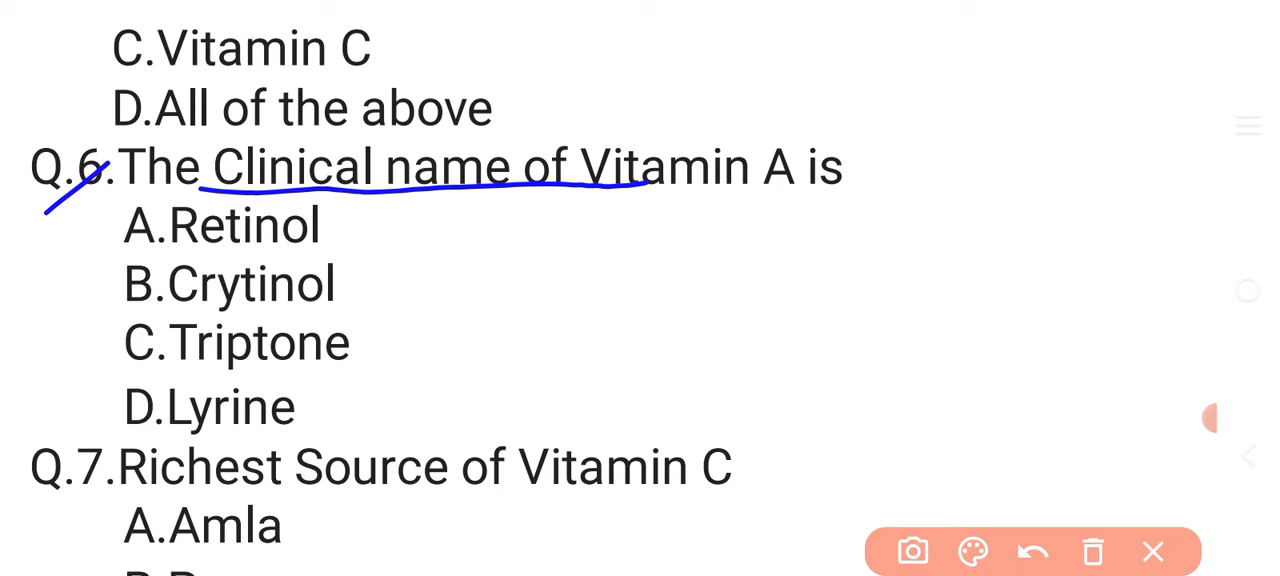 C.Vitamin C
D.All of the above
Q.6.The Clinical name of Vitamin A is
A.Retinol
B.Crytinol
C.Triptone
D.Lyrine
Q.7.Richest Source of Vitamin C
A.Amla